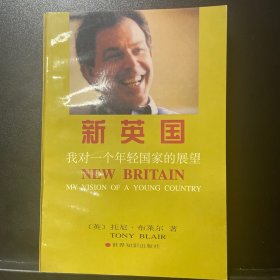 新英国
我对一个年轻国家的展望
NEW BRITAIN
MY VISION OF A YOUNG COUNTRY
（英）托尼·布莱尔 著
TONY BLAIR
世界知识出版社